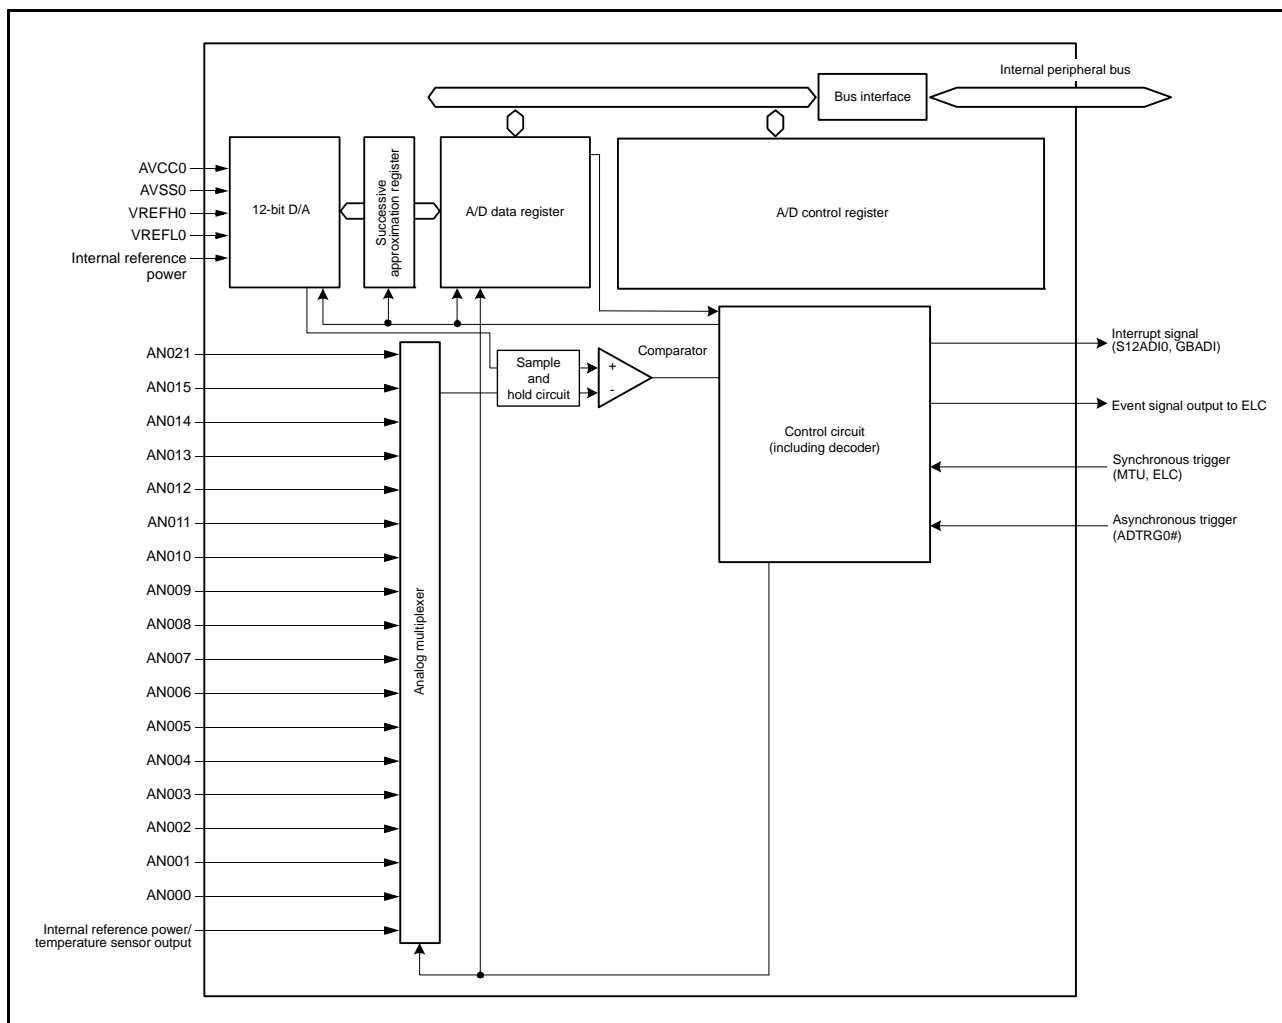 Internal peripheral bus
Bus interface
AVCC0
AVSS0
VREFH0
VREFL0
Internal reference
power
12-bit D/A
Successive
approximation register
A/D data register
A/D control register
AN021
AN015
AN014
AN013
AN012
AN011
AN010
AN009
AN008
AN007
AN006
AN005
AN004
AN003
AN002
AN001
AN000
Internal reference power/
temperature sensor output
Analog multiplexer
Sample
and
hold circuit
+
-
Comparator
Control circuit
(including decoder)
Interrupt signal
(S12ADI0, GBADI)
Event signal output to ELC
Synchronous trigger
(MTU, ELC)
Asynchronous trigger
(ADTRG0#)